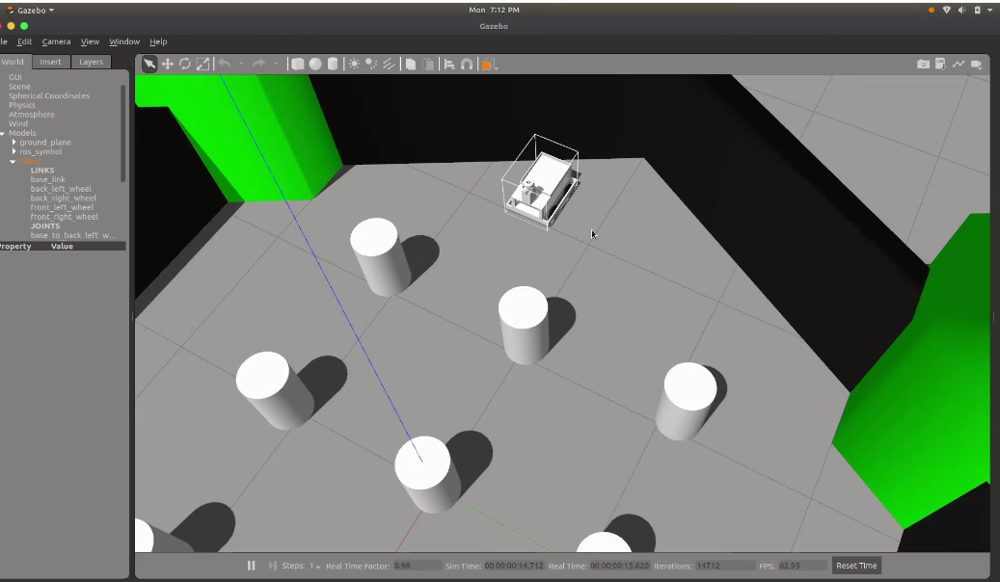 Gazebo
Mon 7:12 PM
Gazebo
le Edit Camera View Window Help
World Insert Layers
GUI
Scene
Spherical Coordinates
Physics
Atmosphere
Wind
Models
ground_plane
ros_symbol
LINKS
base_link
back_left_wheel
back_right_wheel
front_left_wheel
front_right_wheel
JOINTS
base_to_back_left_w...
Property Value
Steps: 1 Real Time Factor: 0.98 Sim Time: 00 00:00:14.712 Real Time: 00 00:00:15.820 Iterations: 14712 FPS: 62.95 Reset Time